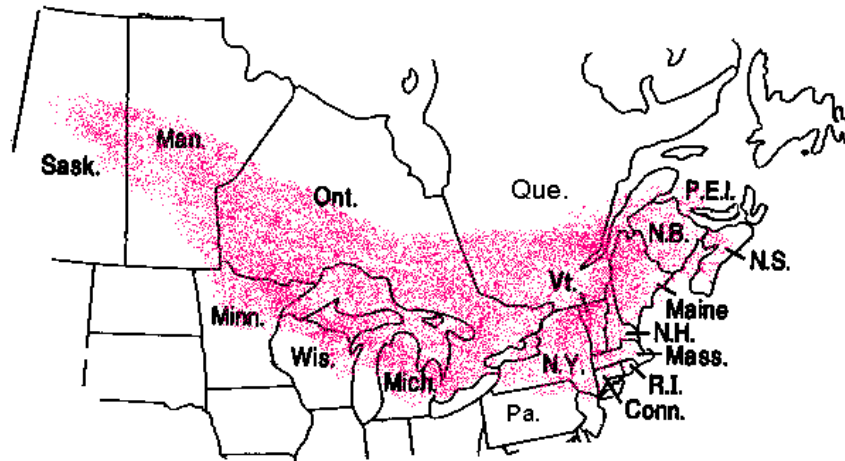 Man.
Sask.
Ont.
Que.
P.E.I.
N.B.
N.S.
Vt.
Maine
Minn.
N.H.
Wis.
Mich.
N.Y.
Mass.
R.I.
Pa.
Conn.